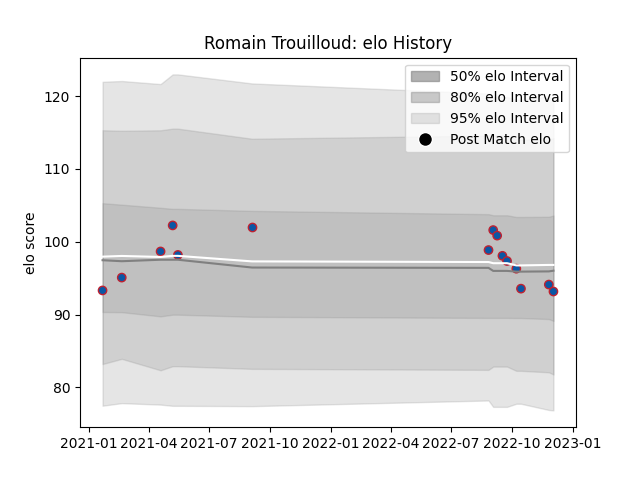 Romain Trouilloud: elo History
50% elo Interval
80% elo Interval
95% elo Interval
Post Match elo
elo score
120
110
100
90
80
2021-01 2021-04 2021-07 2021-10 2022-01 2022-04 2022-07 2022-10 2023-01